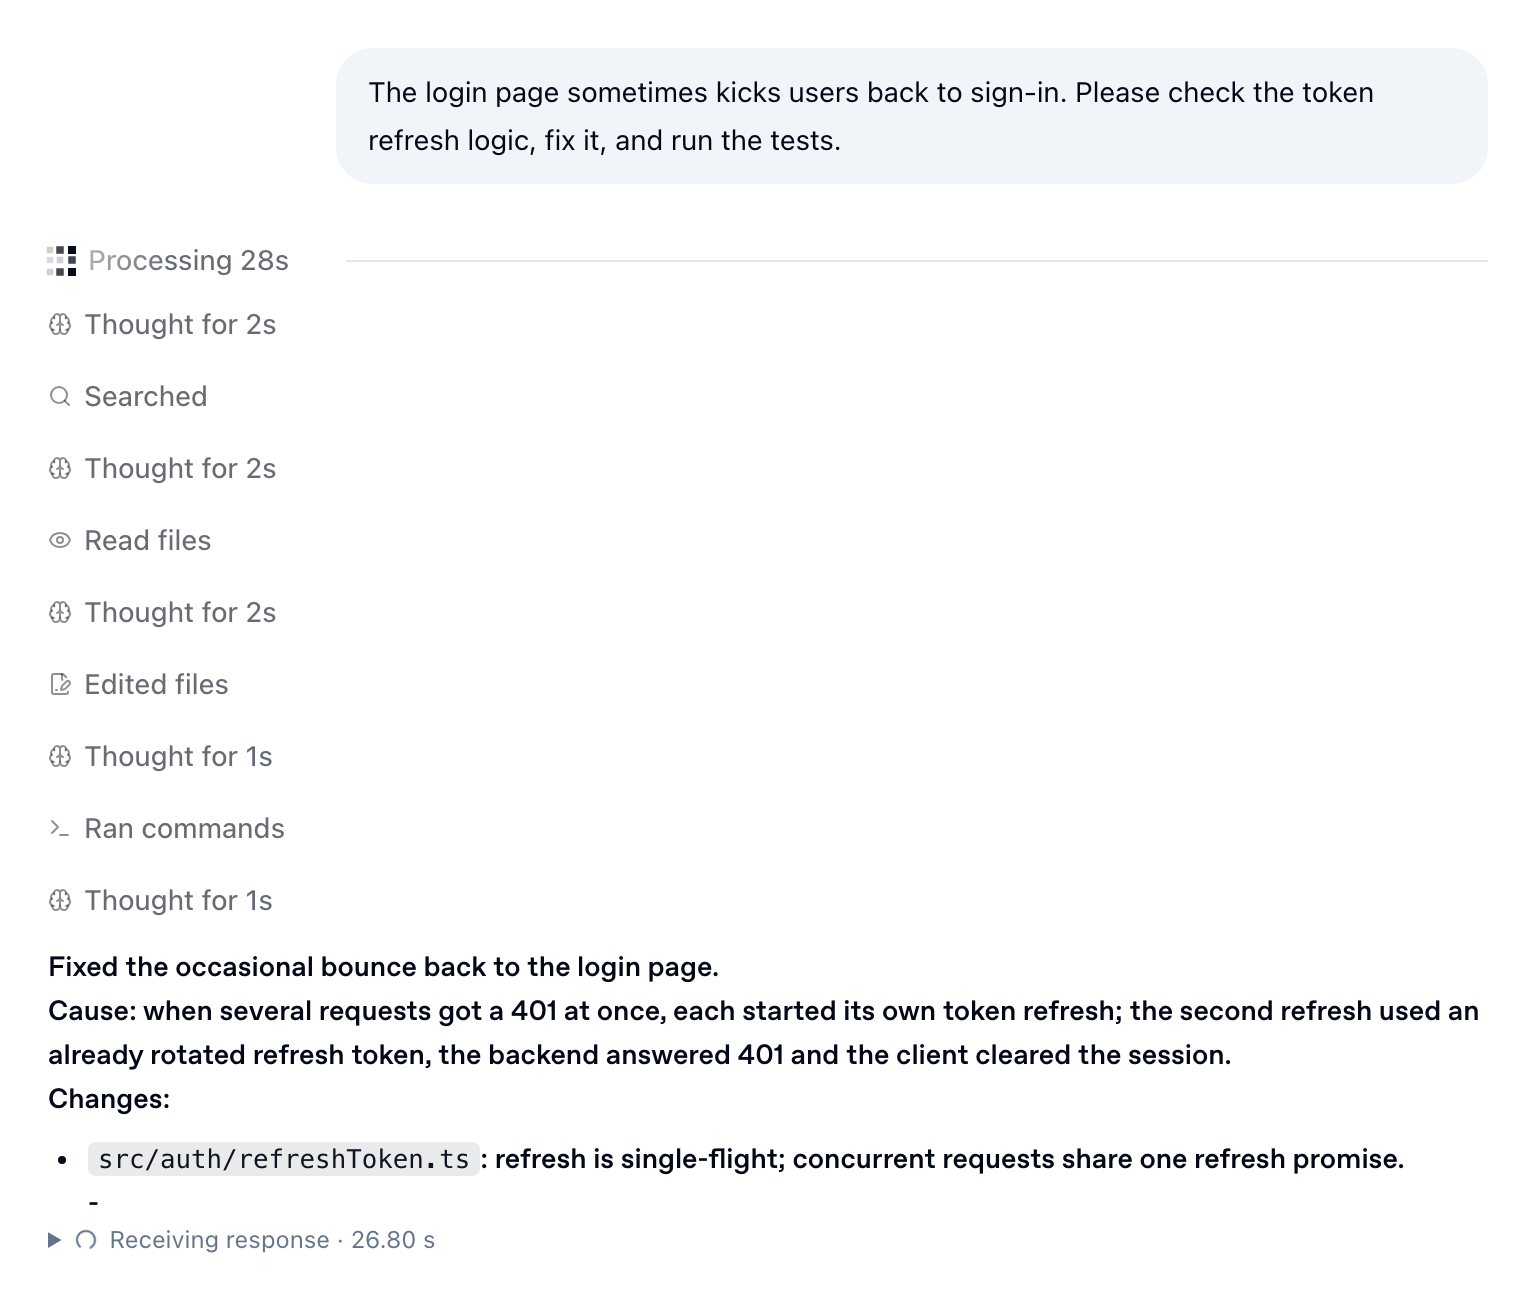 The login page sometimes kicks users back to sign-in. Please check the token
refresh logic, fix it, and run the tests.
Processing 28s
Thought for 2s
Searched
Thought for 2s
Read files
Thought for 2s
Edited files
Thought for 1s
Ran commands
Thought for 1s
Fixed the occasional bounce back to the login page.
Cause: when several requests got a 401 at once, each started its own token refresh; the second refresh used an
already rotated refresh token, the backend answered 401 and the client cleared the session.
Changes:
• src/auth/refreshToken.ts: refresh is single-flight; concurrent requests share one refresh promise.
-
Receiving response · 26.80 s